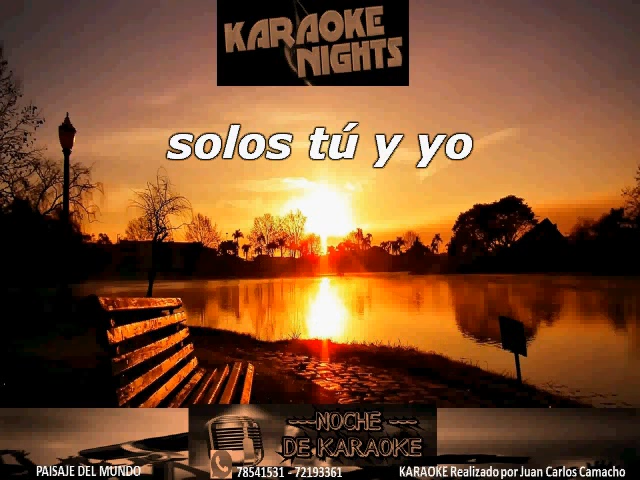 KARAOKE
NIGHTS
solos tú y yo
NOCHE
DE KARAOKE
PAISAJE DEL MUNDO
78541531 - 72193361
KARAOKE Realizado por Juan Carlos Camacho